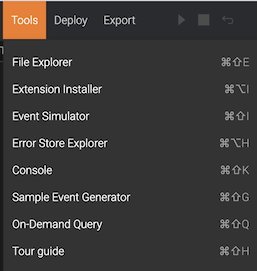 Tools Deploy Export
File Explorer ⌘⇧E
Extension Installer ⌘⌥I
Event Simulator ⌘⇧I
Error Store Explorer ⌘⌥H
Console ⌘⇧K
Sample Event Generator ⌘⇧G
On-Demand Query ⌘⇧Q
Tour guide ⌘⇧H